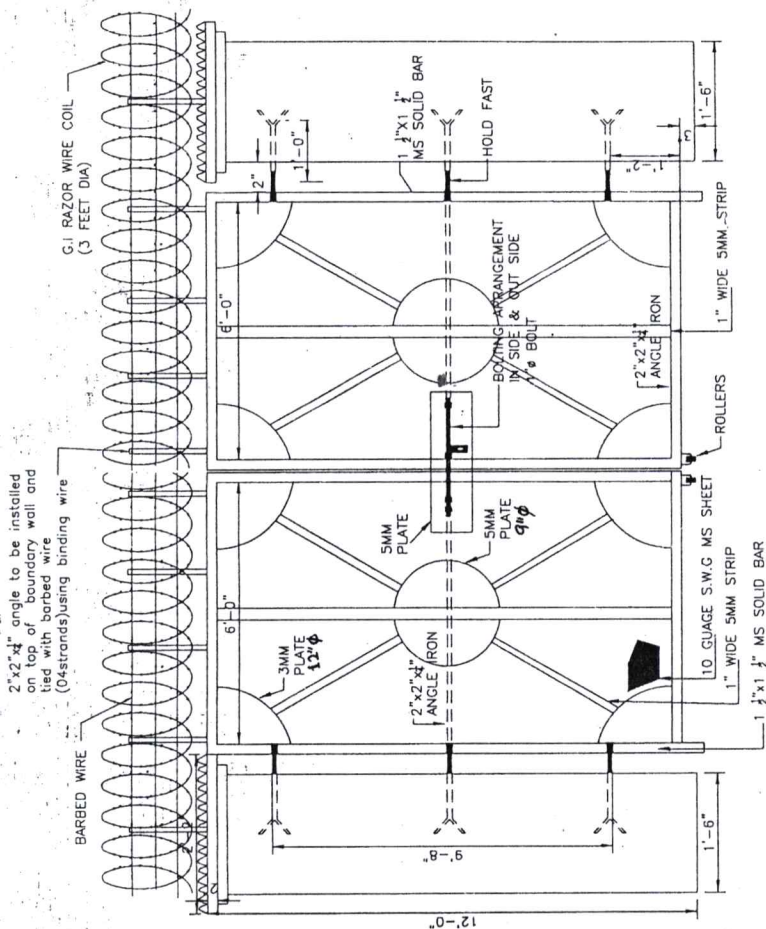 2"x2"x¼" angle to be installed
on top of boundary wall and
tied with barbed wire
(04strands)using binding wire
BARBED WIRE
G.I RAZOR WIRE COIL
(3 FEET DIA)
6'-0"
6'-0"
2"
1'-0"
1 ½"X1 ½"
MS SOLID BAR
HOLD FAST
3MM
PLATE
12"φ
5MM
PLATE
5MM
PLATE
9"φ
BOLTING ARRANGEMENT
IN SIDE & OUT SIDE
1"φ BOLT
2"x2"x¼"
ANGLE IRON
2"x2"x¼"
ANGLE IRON
9'-8"
12'-0"
1'-2"
3"
1'-6"
1'-6"
10 GUAGE S.W.G MS SHEET
1" WIDE 5MM STRIP
1 ½"x1 ½" MS SOLID BAR
ROLLERS
1" WIDE 5MM.STRIP